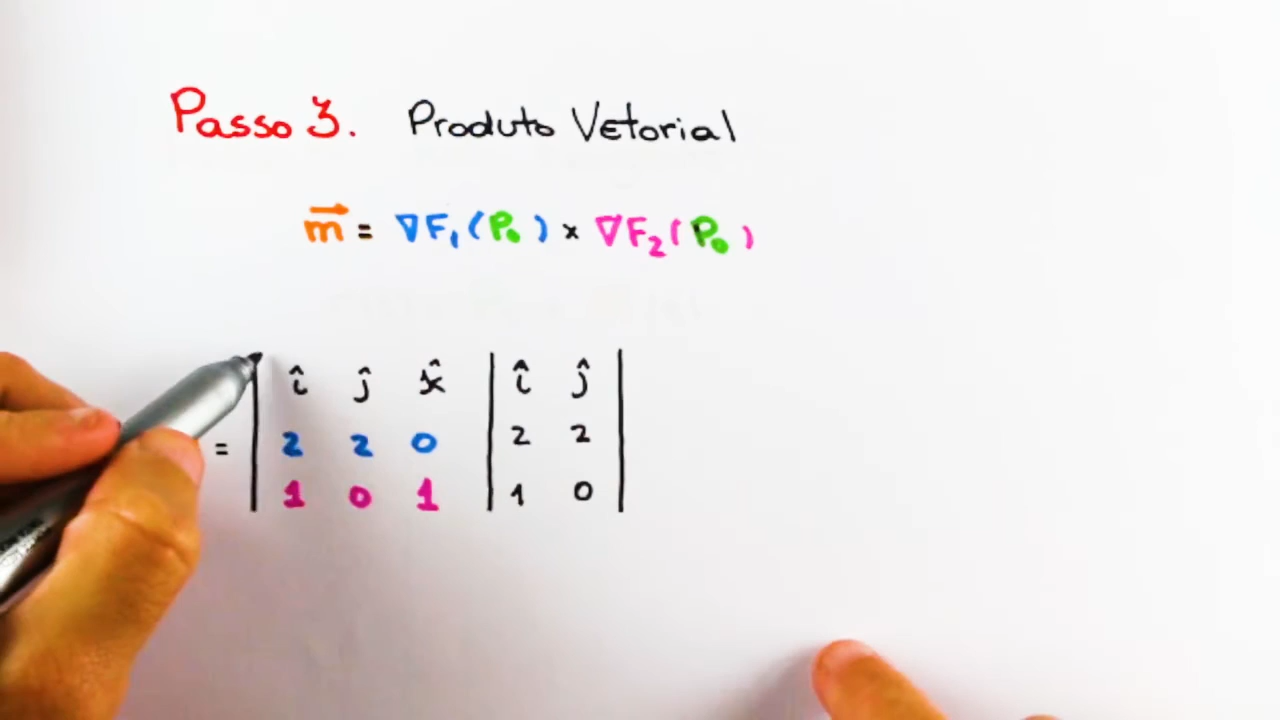 Passo 3. Produto Vetorial
m⃗ = ∇F₁(P₀) × ∇F₂(P₀)
| î ĵ k̂ | î ĵ |
= | 2 2 0 | 2 2 |
| 1 0 1 | 1 0 |